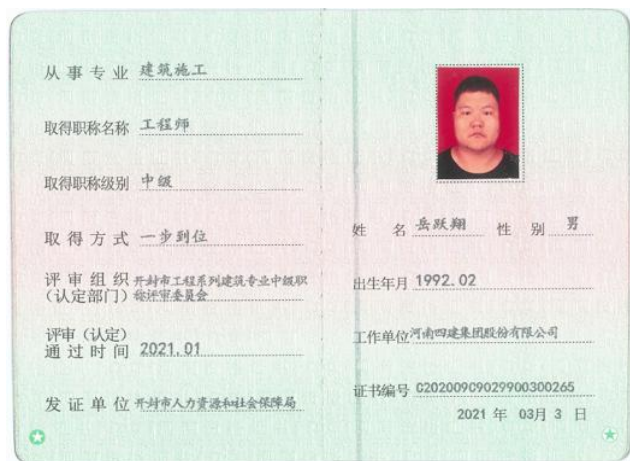 从事专业 建筑施工
取得职称名称 工程师
取得职称级别 中级
取得方式 一步到位
评审组织 开封市工程系列建筑专业中级职
(认定部门) 称评审委员会
评审(认定)
通过时间 2021.01
发证单位 开封市人力资源和社会保障局
姓名 岳跃翔 性别 男
出生年月 1992.02
工作单位 河南四建集团股份有限公司
证书编号 C02009C9029900300265
2021 年 03月 3 日